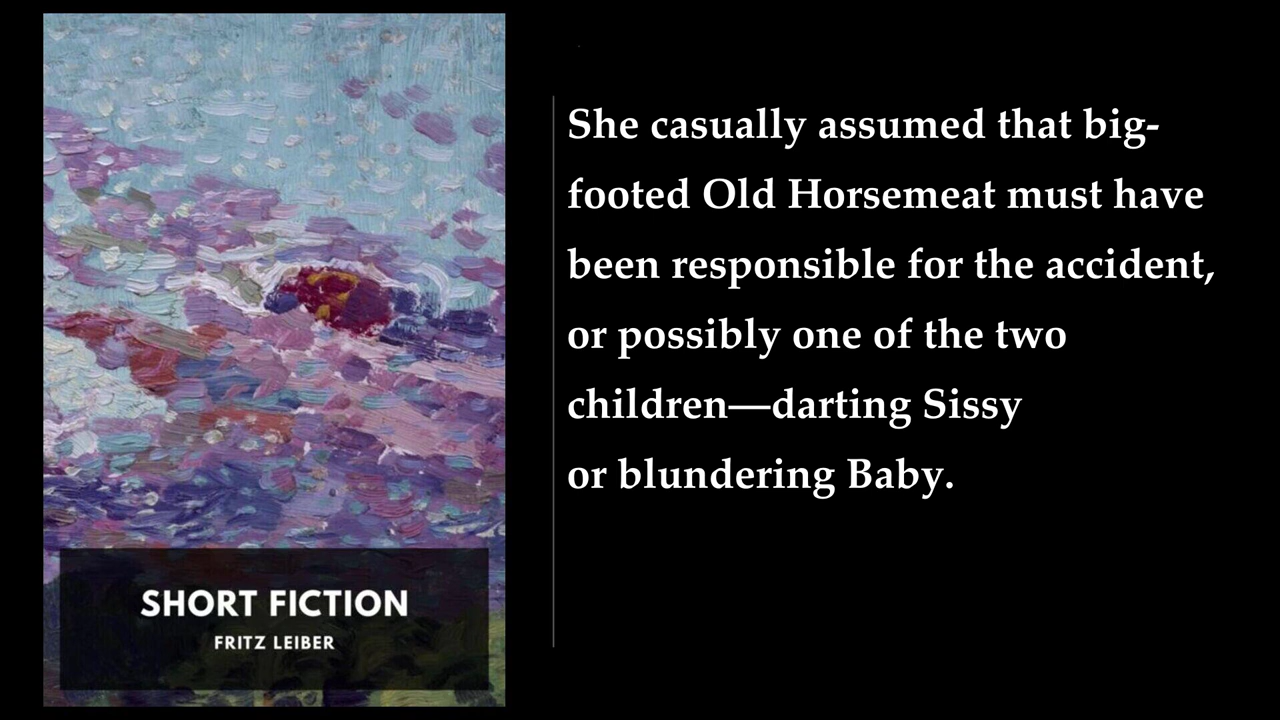 She casually assumed that big-
footed Old Horsemeat must have
been responsible for the accident,
or possibly one of the two
children—darting Sissy
or blundering Baby.
SHORT FICTION
FRITZ LEIBER